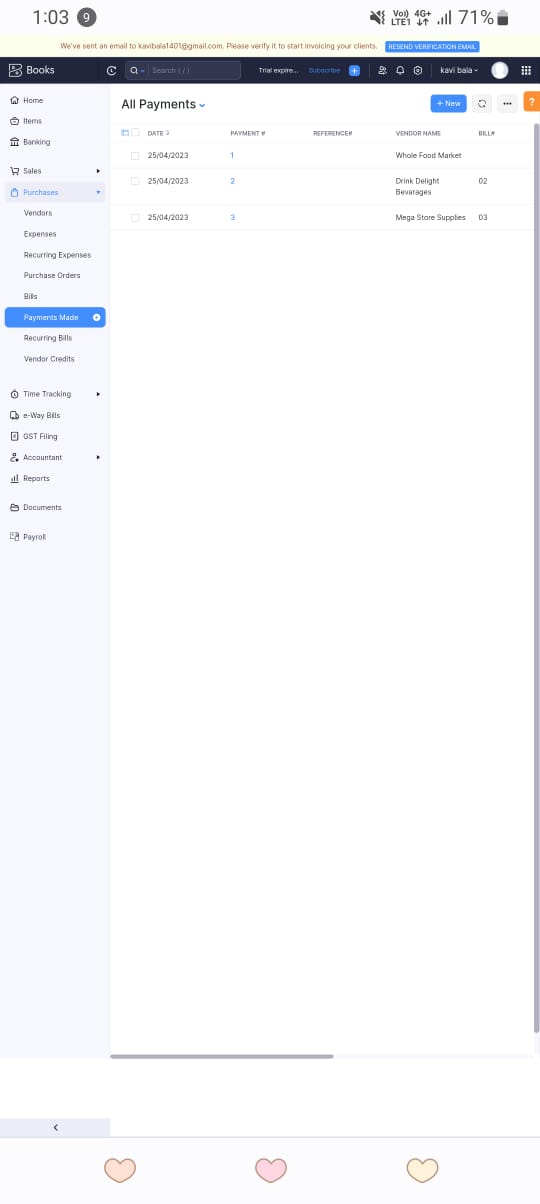 1:03 9 Vo)) LTE1 4G+ 71%
We've sent an email to kavibala1401@gmail.com. Please verify it to start invoicing your clients. RESEND VERIFICATION EMAIL
Books Search ( / ) Trial expire... Subscribe kavi bala
Home
Items
Banking
Sales
Purchases
Vendors
Expenses
Recurring Expenses
Purchase Orders
Bills
Payments Made
Recurring Bills
Vendor Credits
Time Tracking
e-Way Bills
GST Filing
Accountant
Reports
Documents
Payroll
All Payments + New ... ?
DATE PAYMENT # REFERENCE# VENDOR NAME BILL#
25/04/2023 1 Whole Food Market
25/04/2023 2 Drink Delight 02
Bevarages
25/04/2023 3 Mega Store Supplies 03